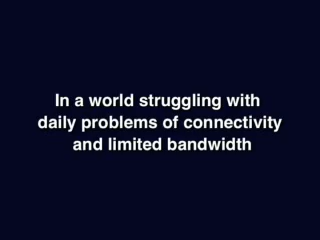 In a world struggling with
daily problems of connectivity
and limited bandwidth